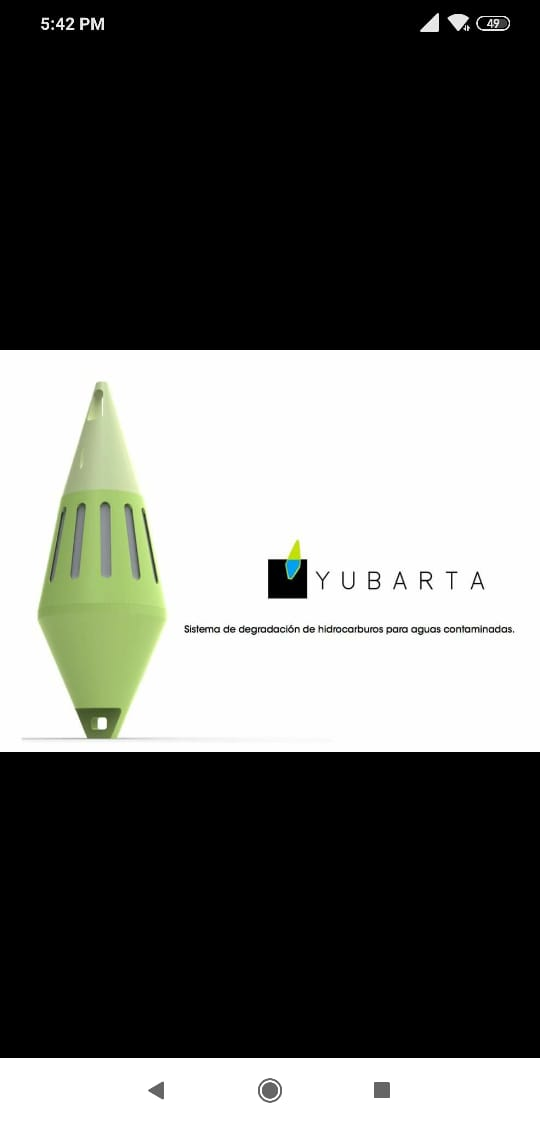 5:42 PM
49
YUBARTA
Sistema de degradación de hidrocarburos para aguas contaminadas.